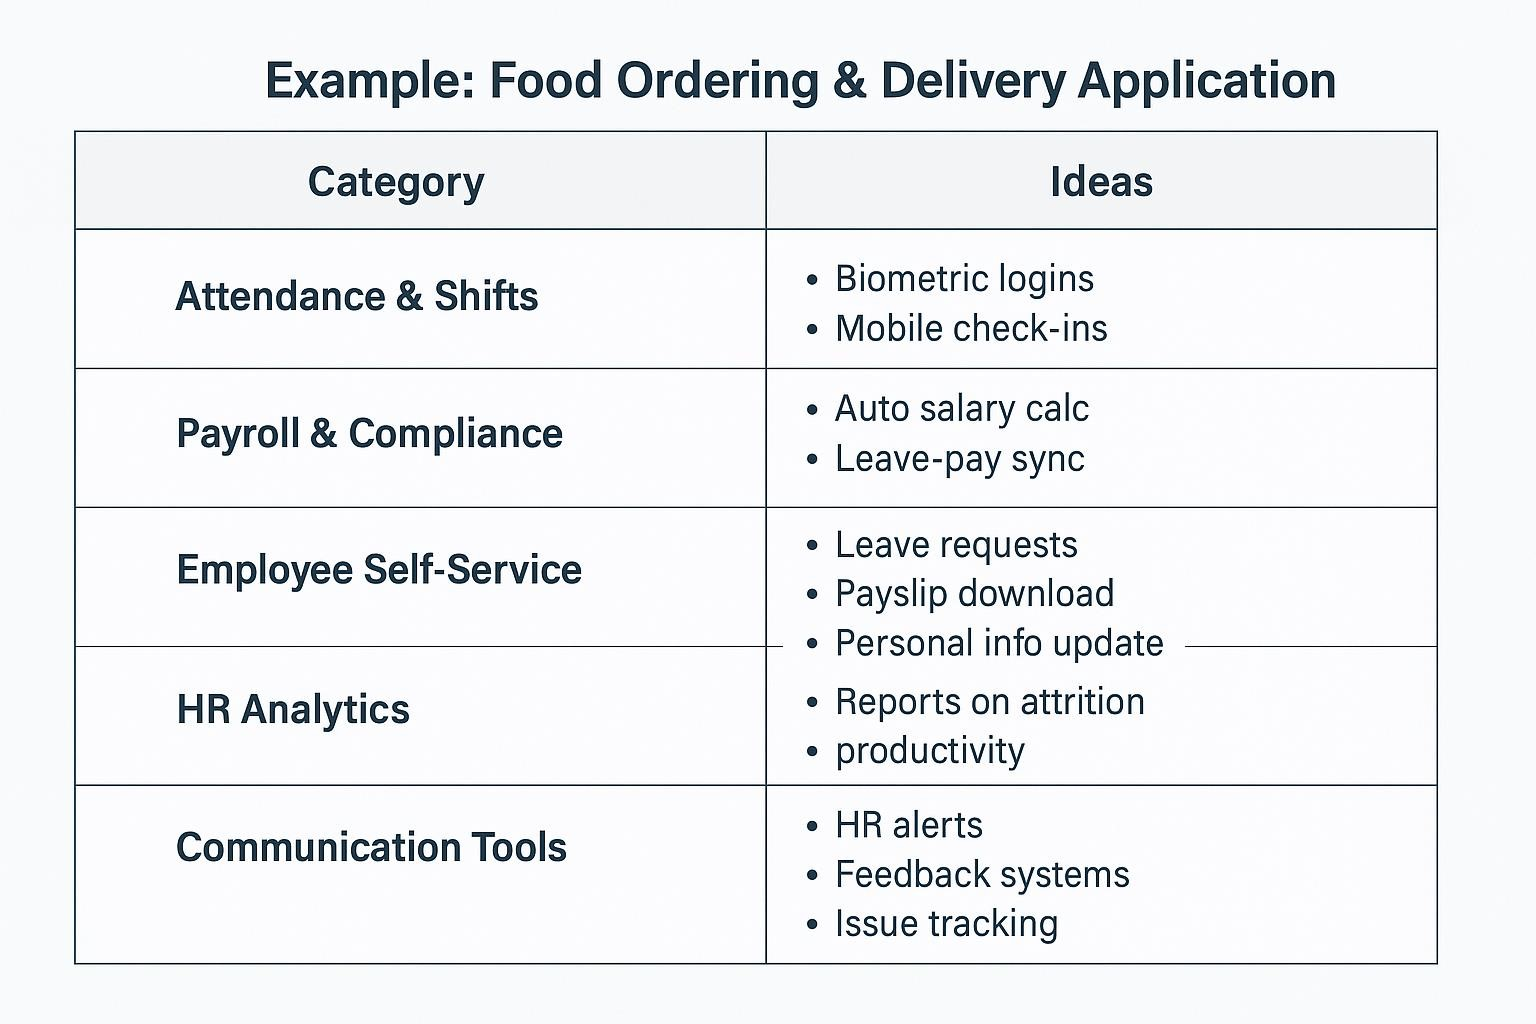 Example: Food Ordering & Delivery Application
Category
Ideas
Attendance & Shifts
• Biometric logins
• Mobile check-ins
Payroll & Compliance
• Auto salary calc
• Leave-pay sync
Employee Self-Service
• Leave requests
• Payslip download
• Personal info update
HR Analytics
• Reports on attrition
• productivity
Communication Tools
• HR alerts
• Feedback systems
• Issue tracking